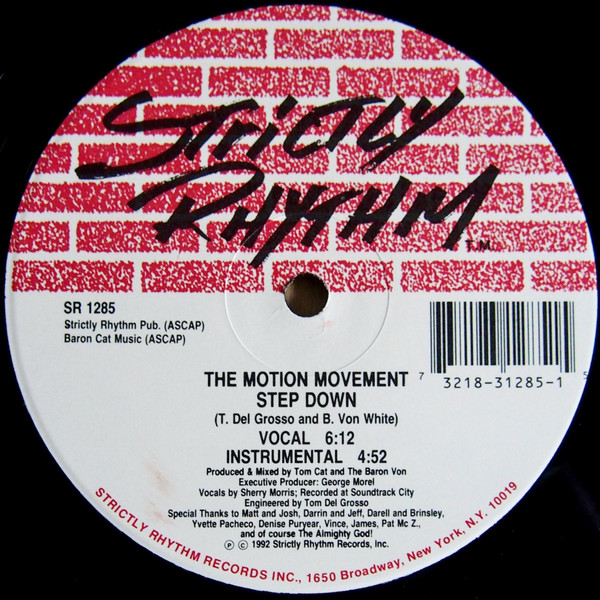 STRICTLY
RHYTHM
T.M.
SR 1285
Strictly Rhythm Pub. (ASCAP)
Baron Cat Music (ASCAP)
7 3218-31285-1 5
THE MOTION MOVEMENT
STEP DOWN
(T. Del Grosso and B. Von White)
VOCAL 6:12
INSTRUMENTAL 4:52
Produced & Mixed by Tom Cat and The Baron Von
Executive Producer: George Morel
Vocals by Sherry Morris; Recorded at Soundtrack City
Engineered by Tom Del Grosso
Special Thanks to Matt and Josh, Darrin and Jeff, Darell and Brinsley,
Yvette Pacheco, Denise Puryear, Vince, James, Pat Mc Z.,
and of course The Almighty God!
Ⓟ © 1992 Strictly Rhythm Records, Inc.
STRICTLY RHYTHM RECORDS INC., 1650 Broadway, New York, N.Y. 10019